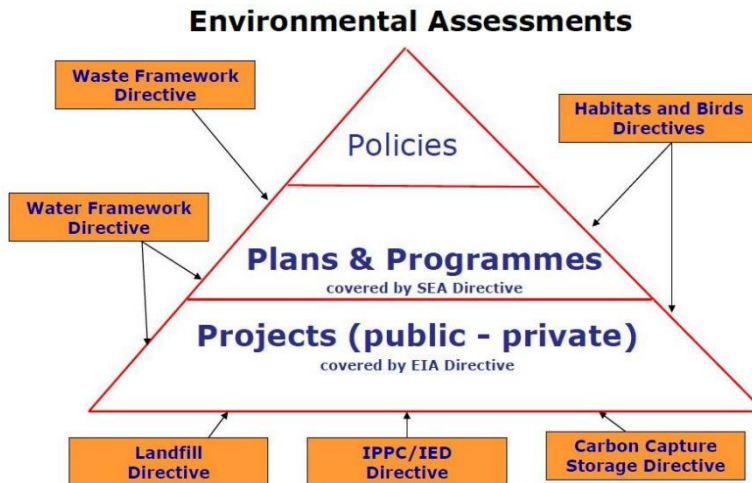 Environmental Assessments
Waste Framework
Directive
Habitats and Birds
Directives
Policies
Water Framework
Directive
Plans & Programmes
covered by SEA Directive
Projects (public - private)
covered by EIA Directive
Landfill
Directive
IPPC/IED
Directive
Carbon Capture
Storage Directive